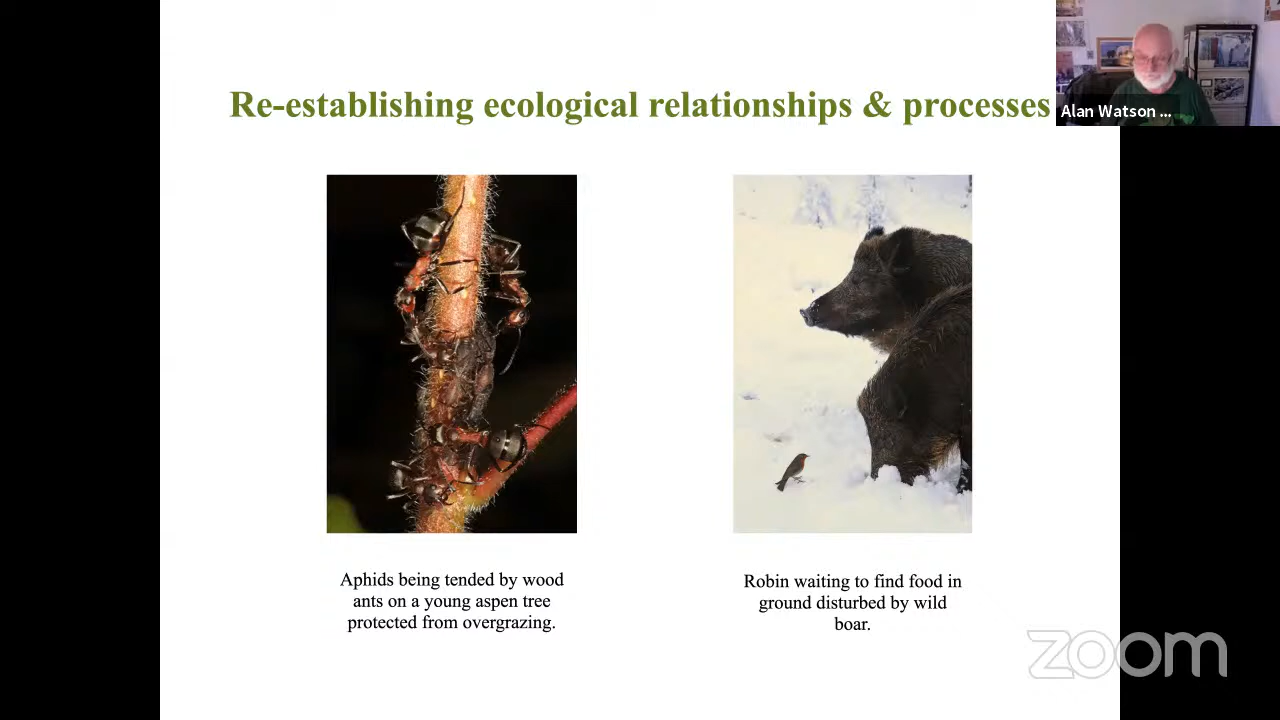 Re-establishing ecological relationships & processes
Alan Watson ...
Aphids being tended by wood
ants on a young aspen tree
protected from overgrazing.
Robin waiting to find food in
ground disturbed by wild
boar.
zoom